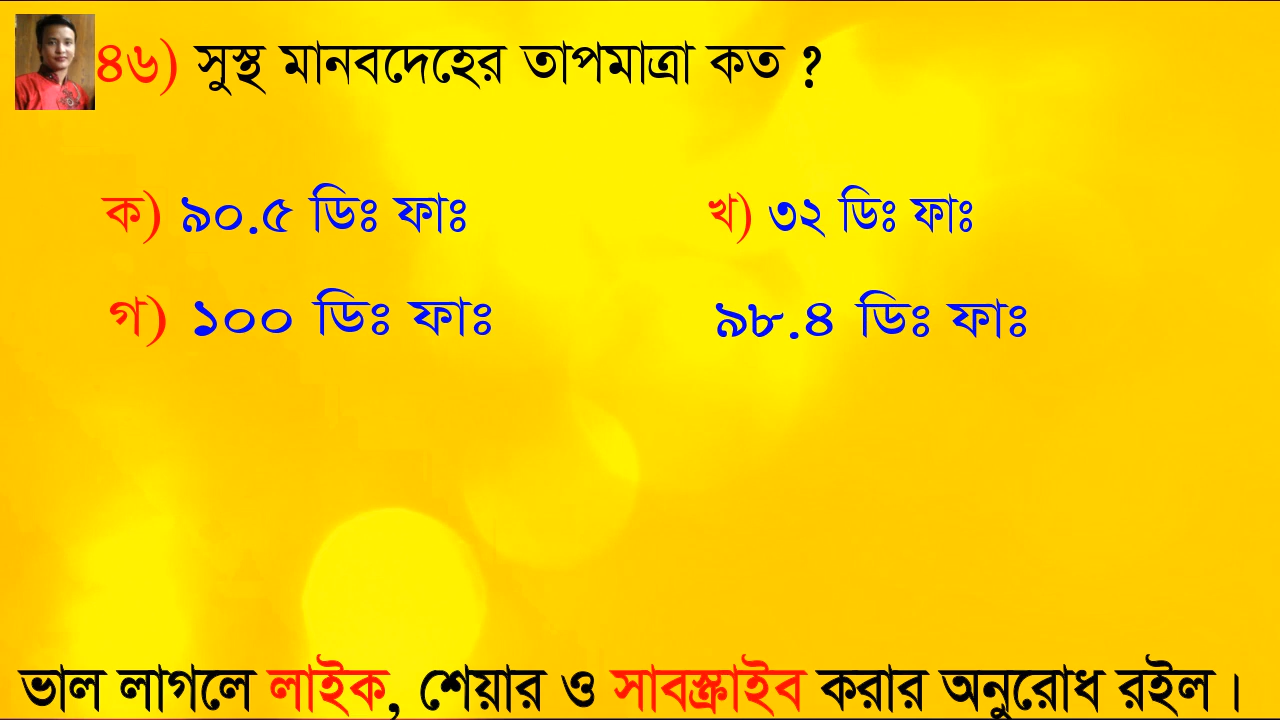 ৪৬) সুস্থ মানবদেহের তাপমাত্রা কত ?
ক) ৯০.৫ ডিঃ ফাঃ খ) ৩২ ডিঃ ফাঃ
গ) ১০০ ডিঃ ফাঃ ৯৮.৪ ডিঃ ফাঃ
ভাল লাগলে লাইক, শেয়ার ও সাবস্ক্রাইব করার অনুরোধ রইল।